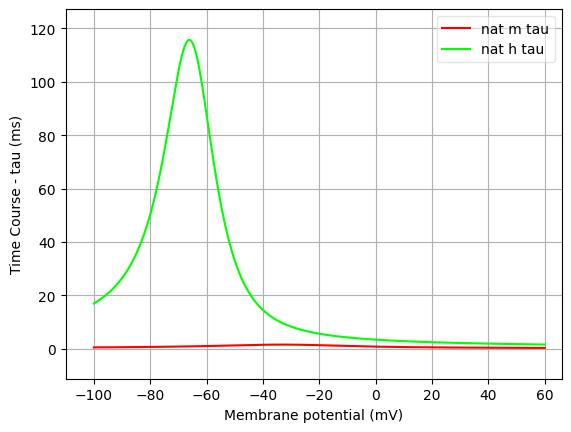 nat m tau
nat h tau
120
100
80
60
40
20
0
Time Course - tau (ms)
−100 −80 −60 −40 −20 0 20 40 60
Membrane potential (mV)